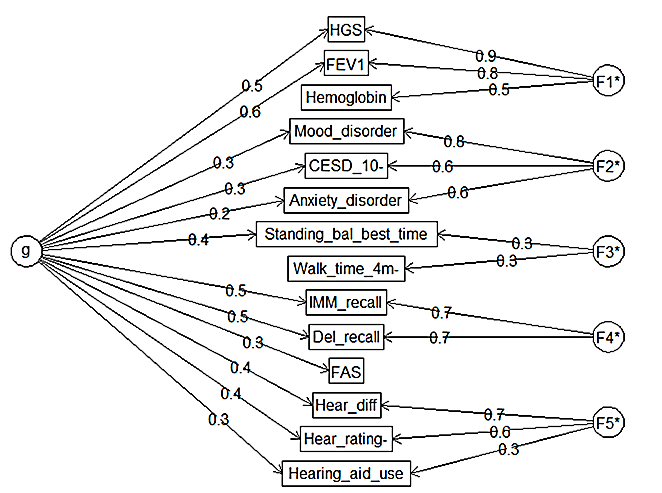 HGS
FEV1
Hemoglobin
Mood_disorder
CESD_10-
Anxiety_disorder
Standing_bal_best_time
Walk_time_4m-
IMM_recall
Del_recall
FAS
Hear_diff
Hear_rating-
Hearing_aid_use
g
0.5
0.6
0.3
0.3
0.2
0.4
0.5
0.5
0.3
0.4
0.4
0.3
F1*
0.9
0.8
0.5
F2*
0.8
0.6
0.6
F3*
0.3
0.3
F4*
0.7
0.7
F5*
0.7
0.6
0.3